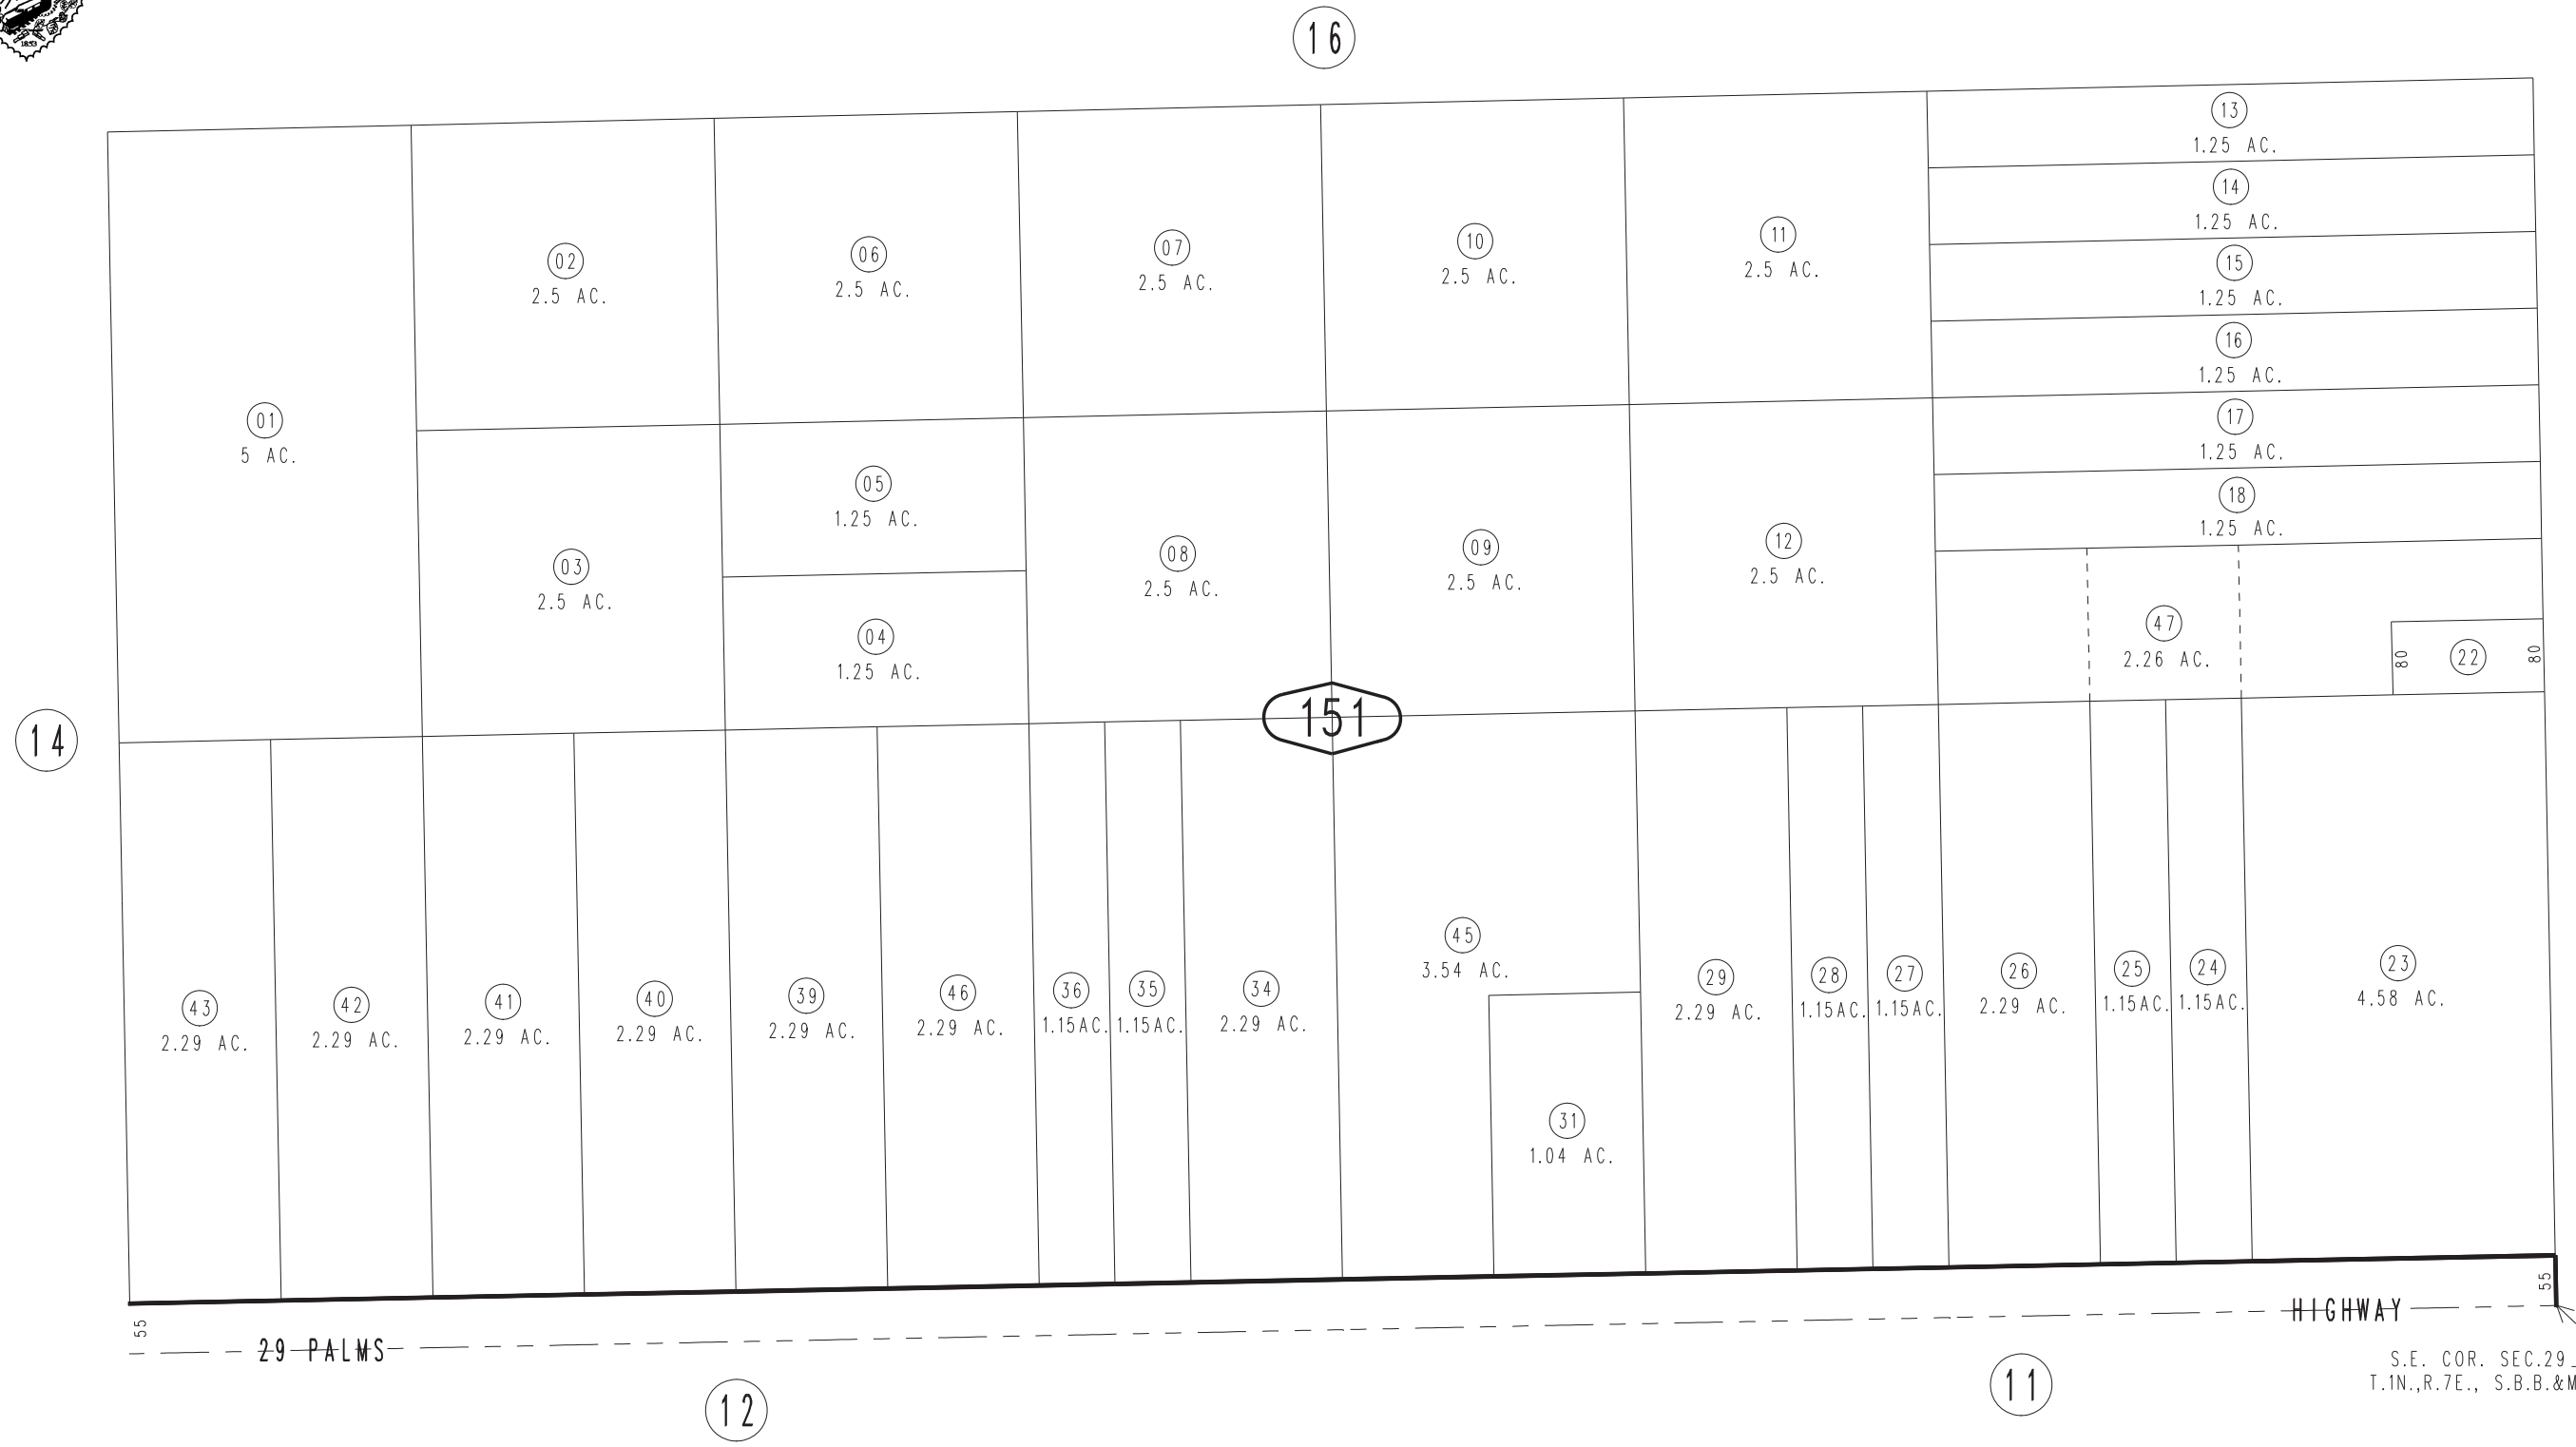 1853
16
13
1.25 AC.
14
1.25 AC.
15
1.25 AC.
16
1.25 AC.
17
1.25 AC.
18
1.25 AC.
01
5 AC.
02
2.5 AC.
06
2.5 AC.
07
2.5 AC.
10
2.5 AC.
11
2.5 AC.
03
2.5 AC.
05
1.25 AC.
04
1.25 AC.
08
2.5 AC.
09
2.5 AC.
12
2.5 AC.
47
2.26 AC.
80
22
80
14
151
43
2.29 AC.
42
2.29 AC.
41
2.29 AC.
40
2.29 AC.
39
2.29 AC.
46
2.29 AC.
36
1.15AC.
35
1.15AC.
34
2.29 AC.
45
3.54 AC.
31
1.04 AC.
29
2.29 AC.
28
1.15AC.
27
1.15AC.
26
2.29 AC.
25
1.15AC.
24
1.15AC.
23
4.58 AC.
55
55
29 PALMS
HIGHWAY
12
11
S.E. COR. SEC.29
T.1N.,R.7E., S.B.B.&M